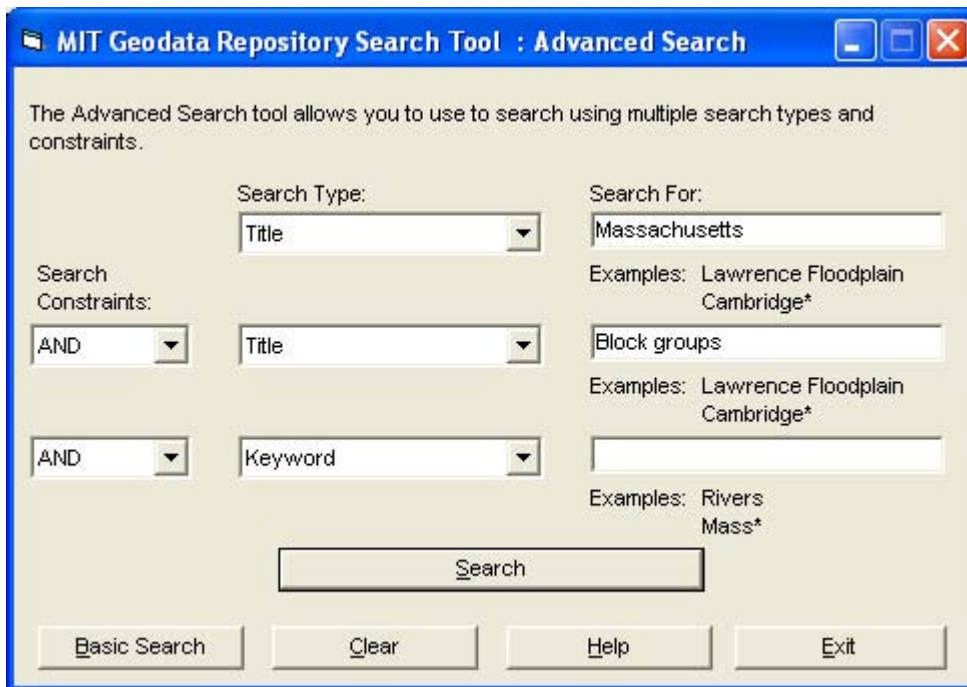 MIT Geodata Repository Search Tool : Advanced Search
The Advanced Search tool allows you to use to search using multiple search types and
constraints.
Search Type:
Search For:
Title
Massachusetts
Search
Constraints:
Examples: Lawrence Floodplain
Cambridge*
AND
Title
Block groups
Examples: Lawrence Floodplain
Cambridge*
AND
Keyword
Examples: Rivers
Mass*
Search
Basic Search
Clear
Help
Exit